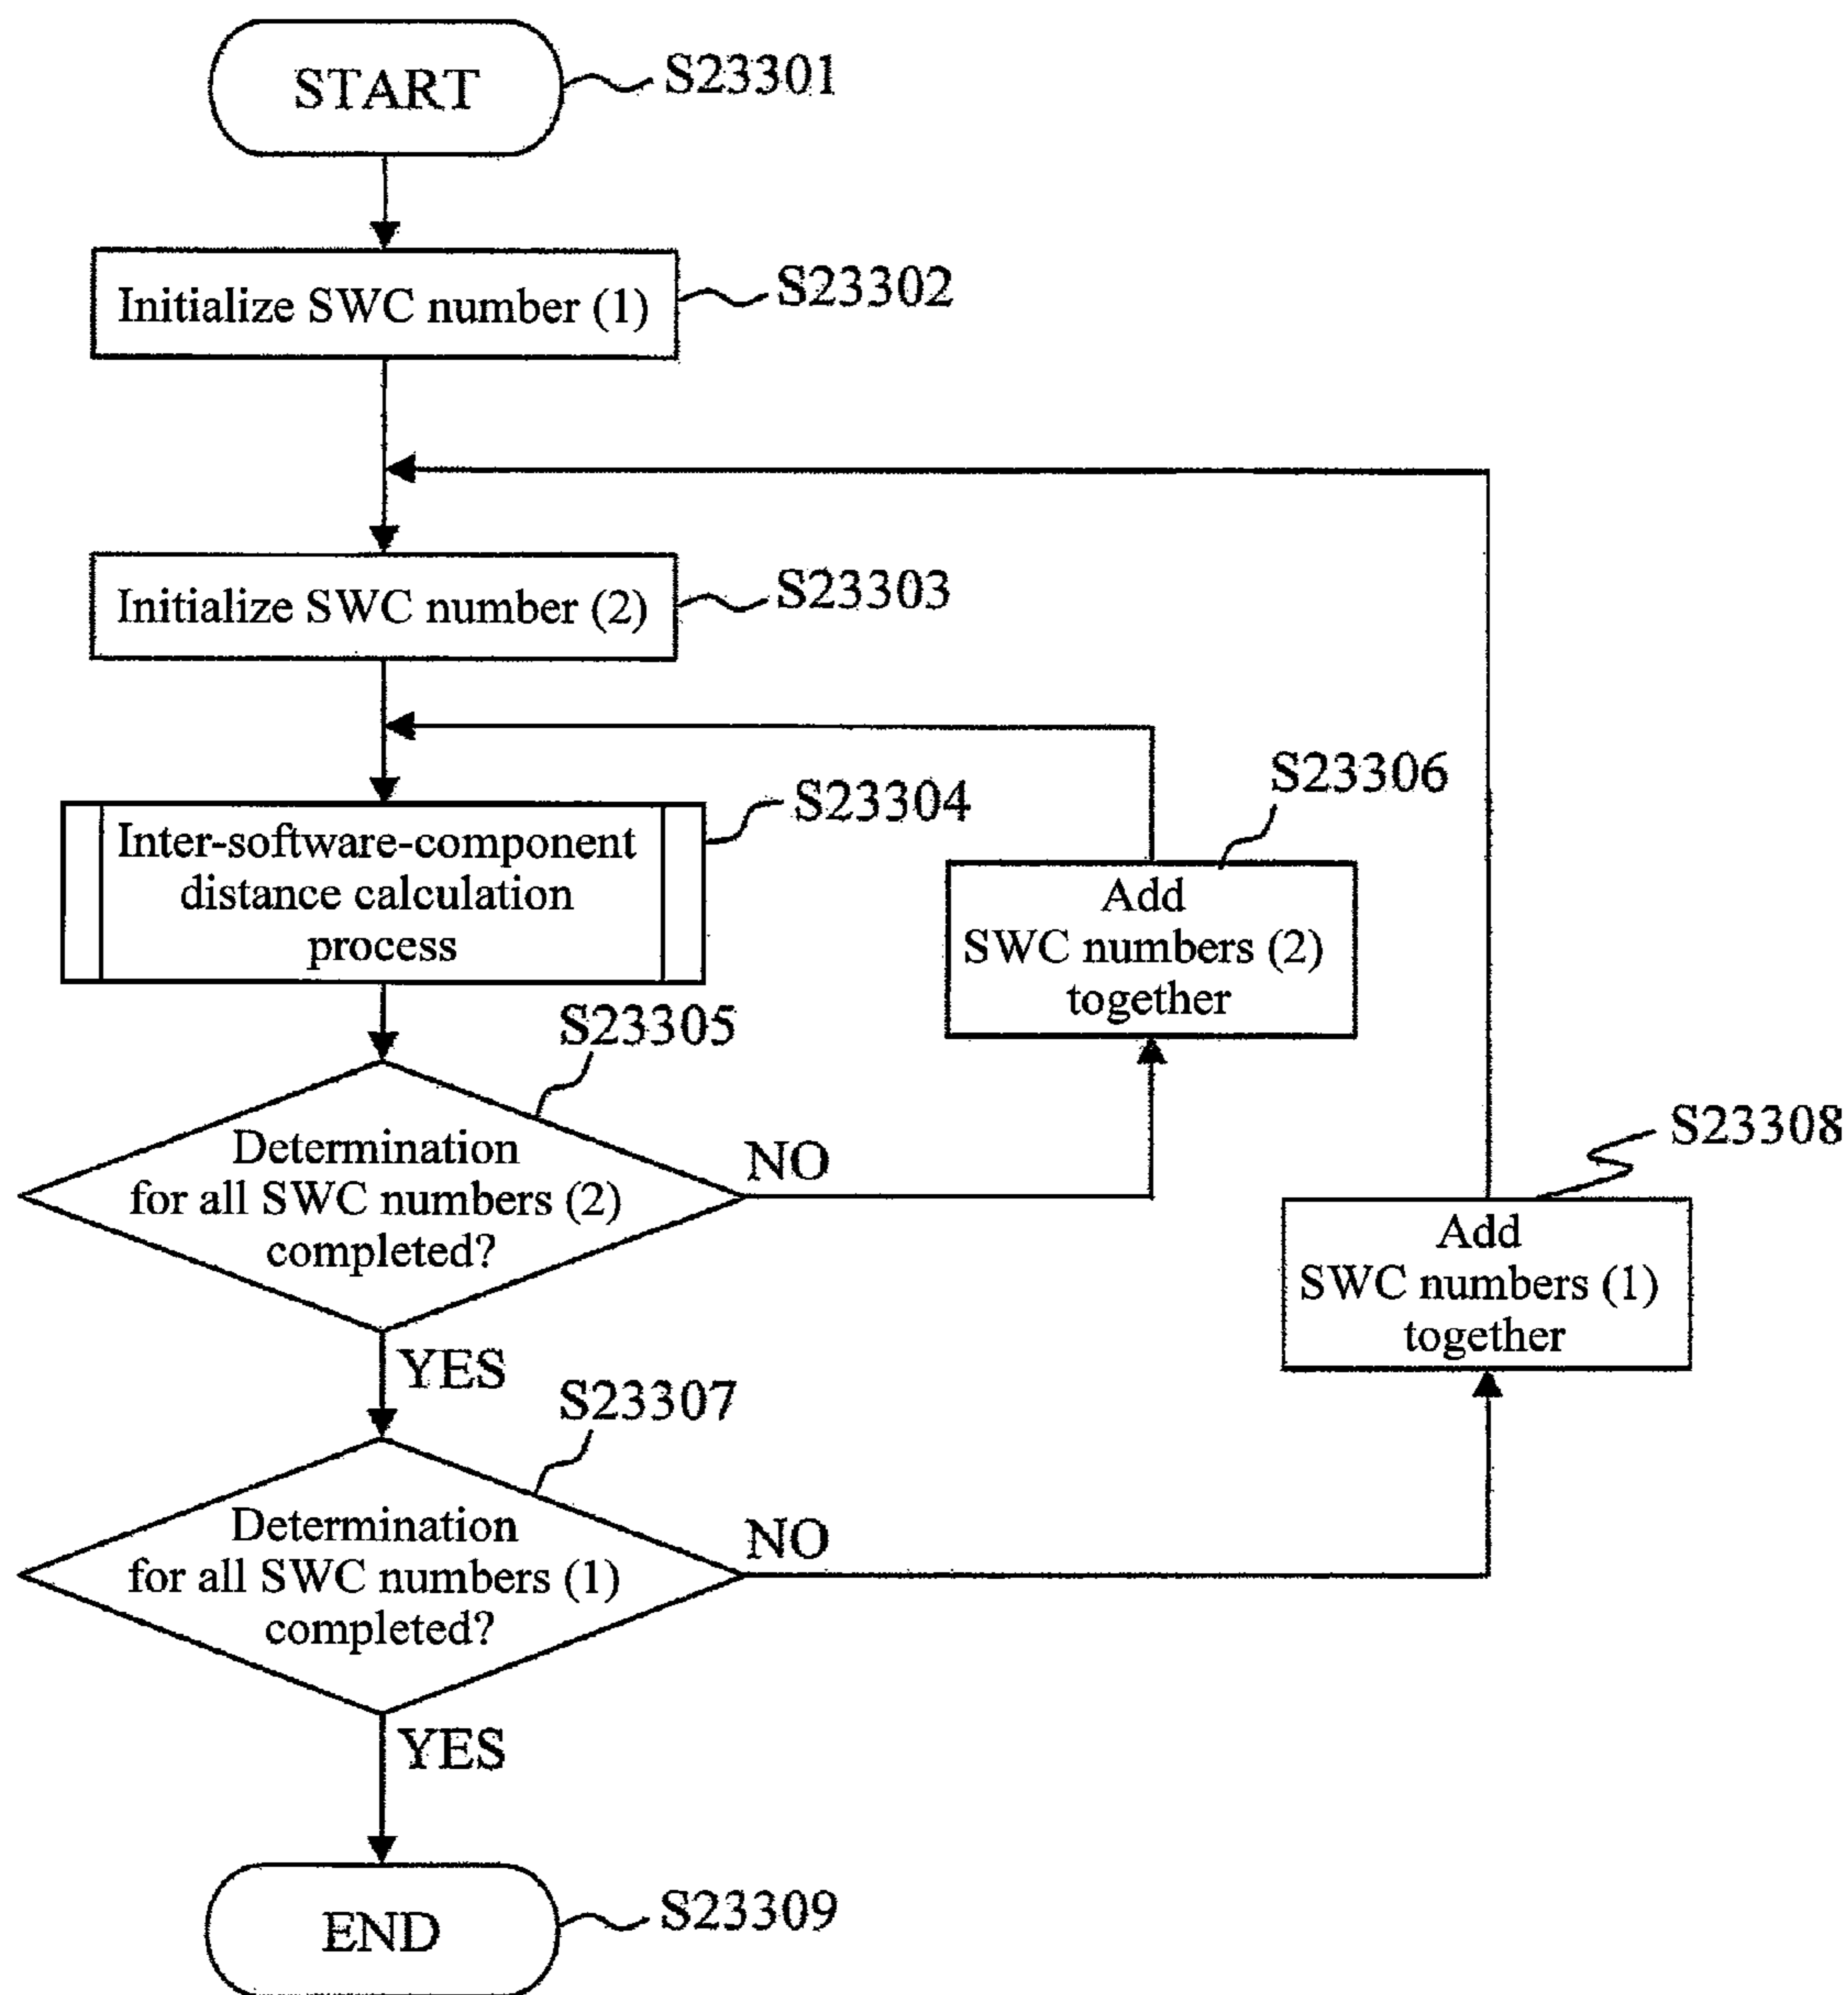 START
S23301
Initialize SWC number (1)
S23302
Initialize SWC number (2)
S23303
Inter-software-component
distance calculation
process
S23304
Add
SWC numbers (2)
together
S23306
Determination
for all SWC numbers (2)
completed?
S23305
NO
YES
Add
SWC numbers (1)
together
S23308
Determination
for all SWC numbers (1)
completed?
S23307
NO
YES
END
S23309